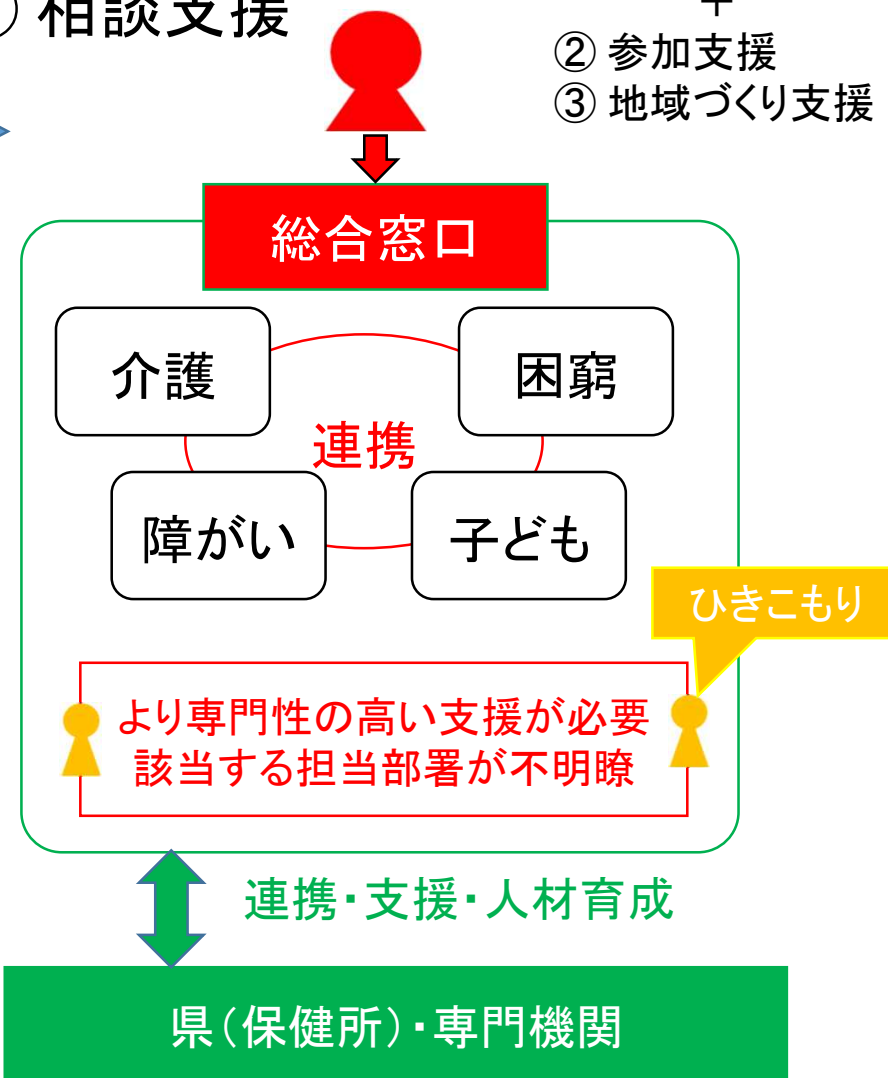 相談支援
+
② 参加支援
③ 地域づくり支援
総合窓口
介護
困窮
連携
障がい
子ども
ひきこもり
より専門性の高い支援が必要
該当する担当部署が不明瞭
連携・支援・人材育成
県(保健所)・専門機関